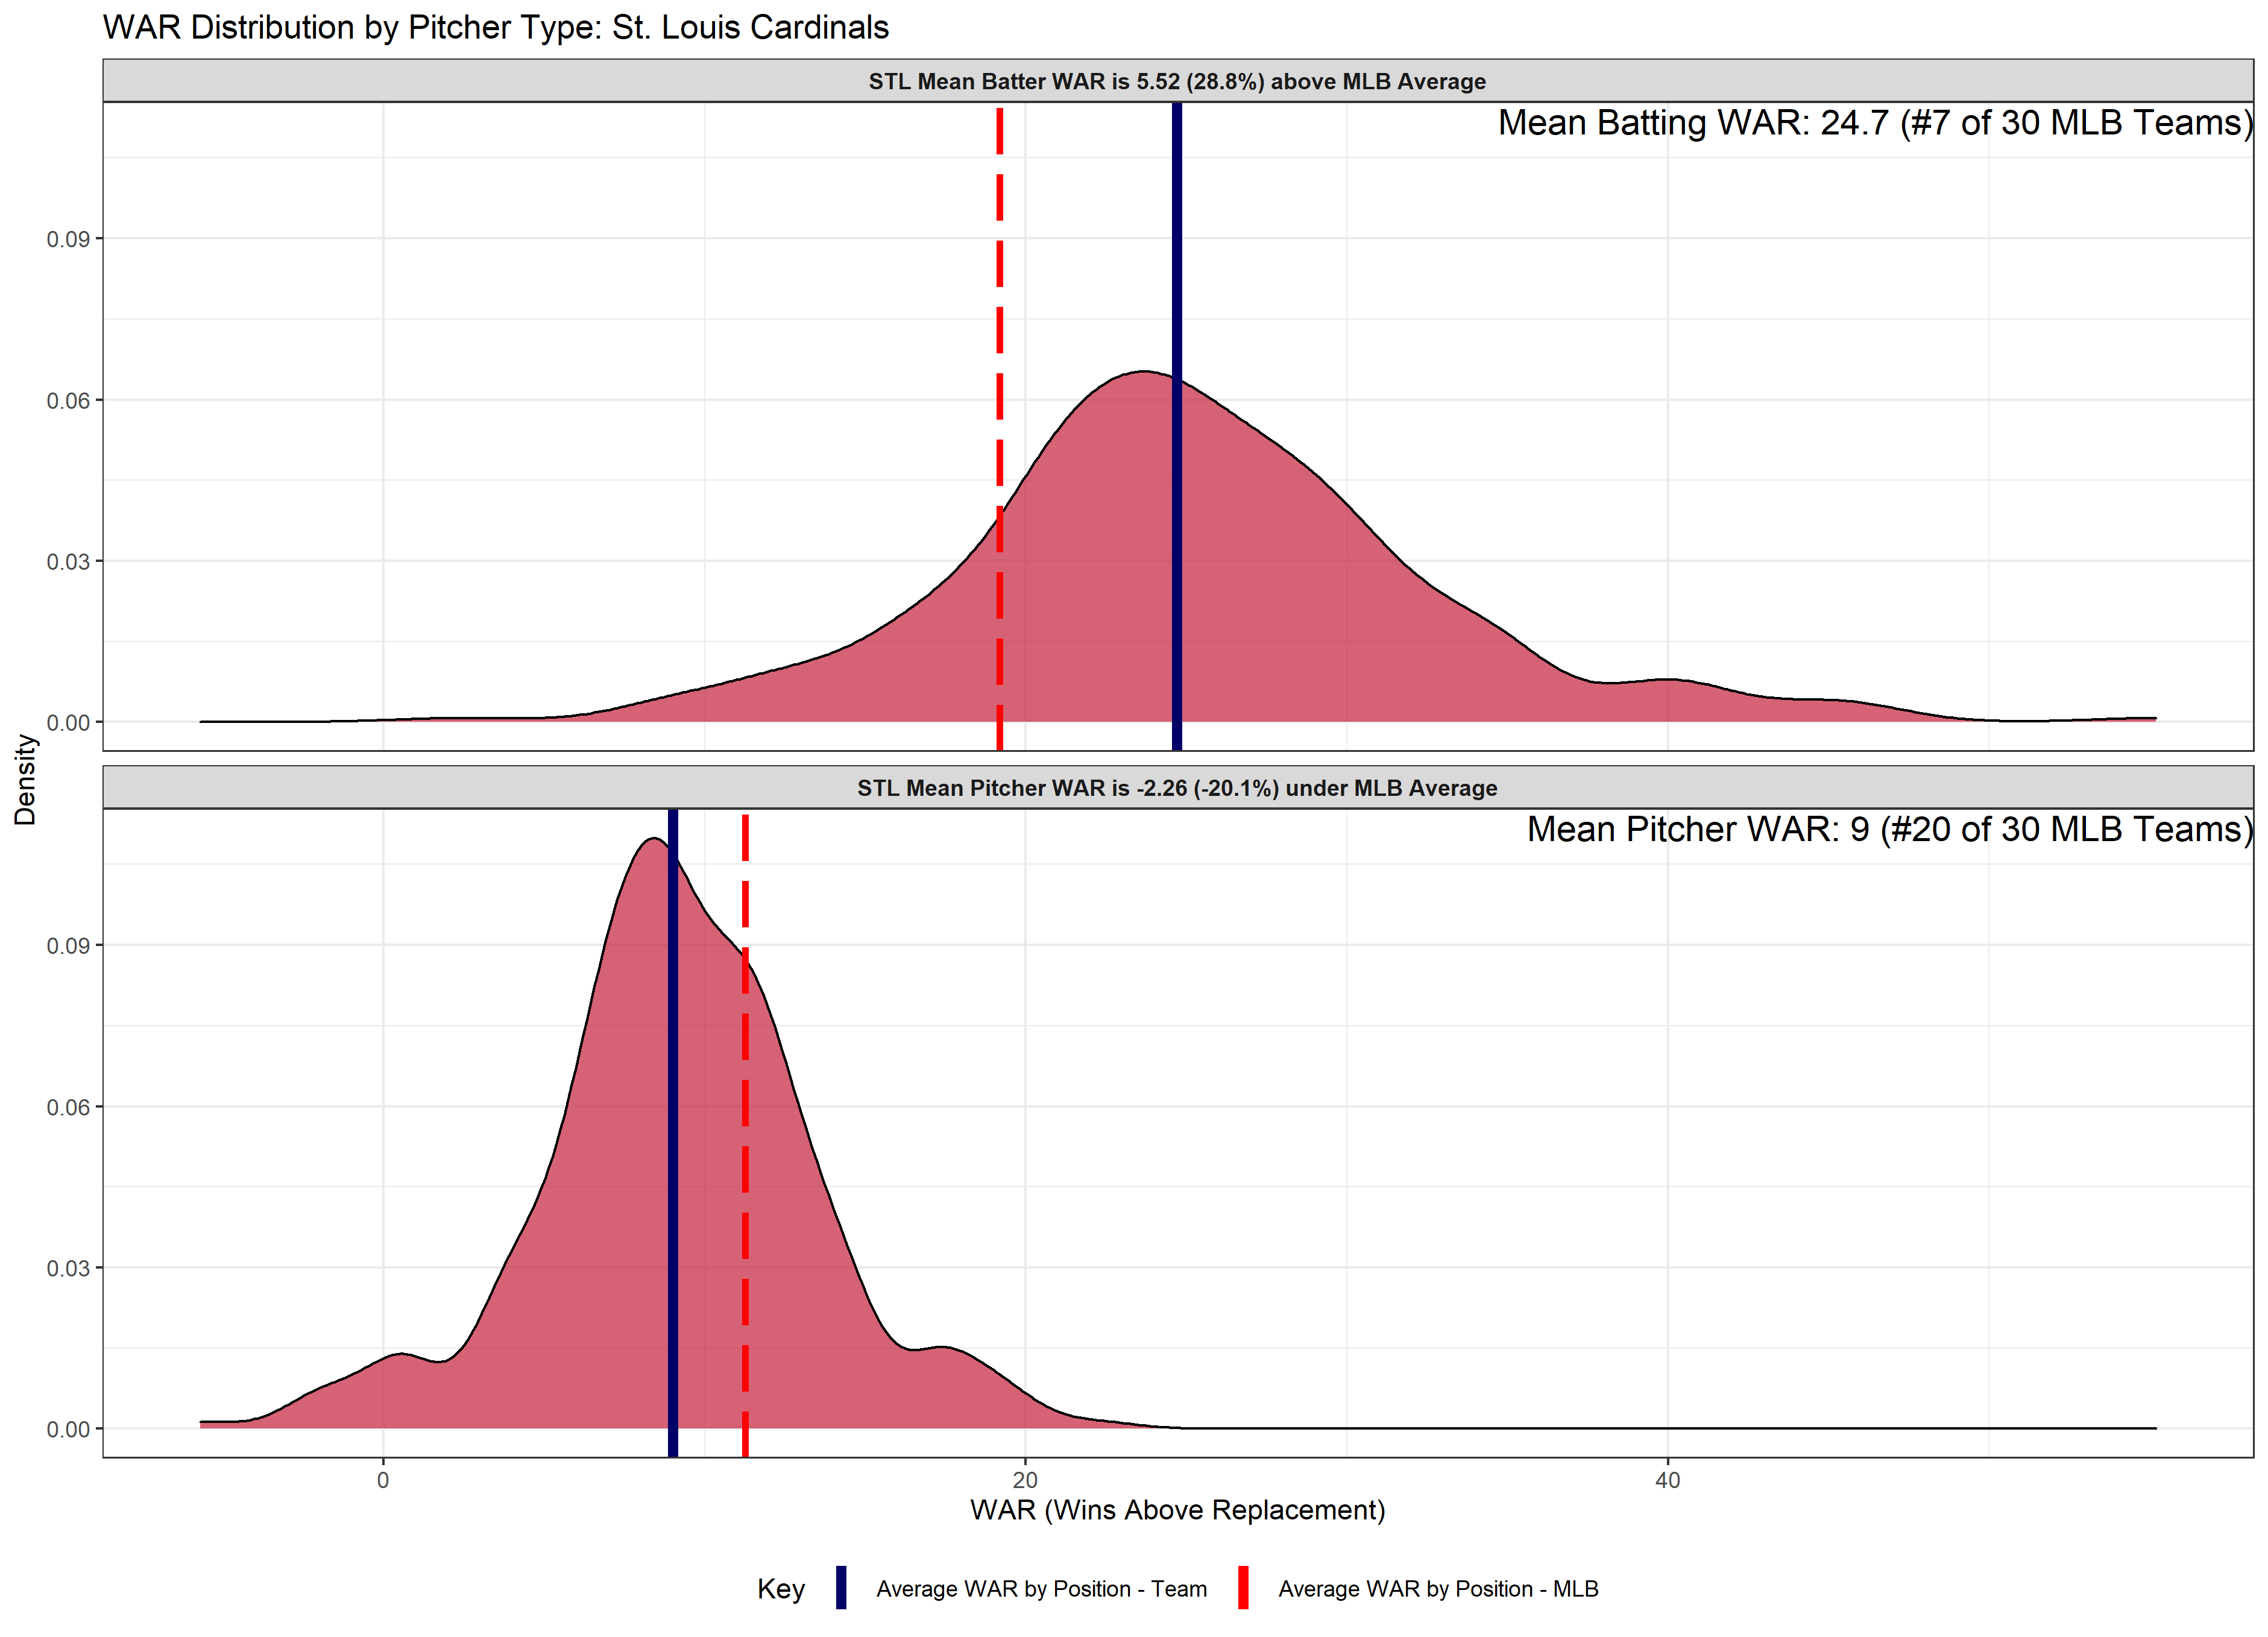 WAR Distribution by Pitcher Type: St. Louis Cardinals
STL Mean Batter WAR is 5.52 (28.8%) above MLB Average
Mean Batting WAR: 24.7 (#7 of 30 MLB Teams)
0.09
0.06
0.03
0.00
Density
STL Mean Pitcher WAR is -2.26 (-20.1%) under MLB Average
Mean Pitcher WAR: 9 (#20 of 30 MLB Teams)
0.09
0.06
0.03
0.00
0 20 40
WAR (Wins Above Replacement)
Key Average WAR by Position - Team Average WAR by Position - MLB